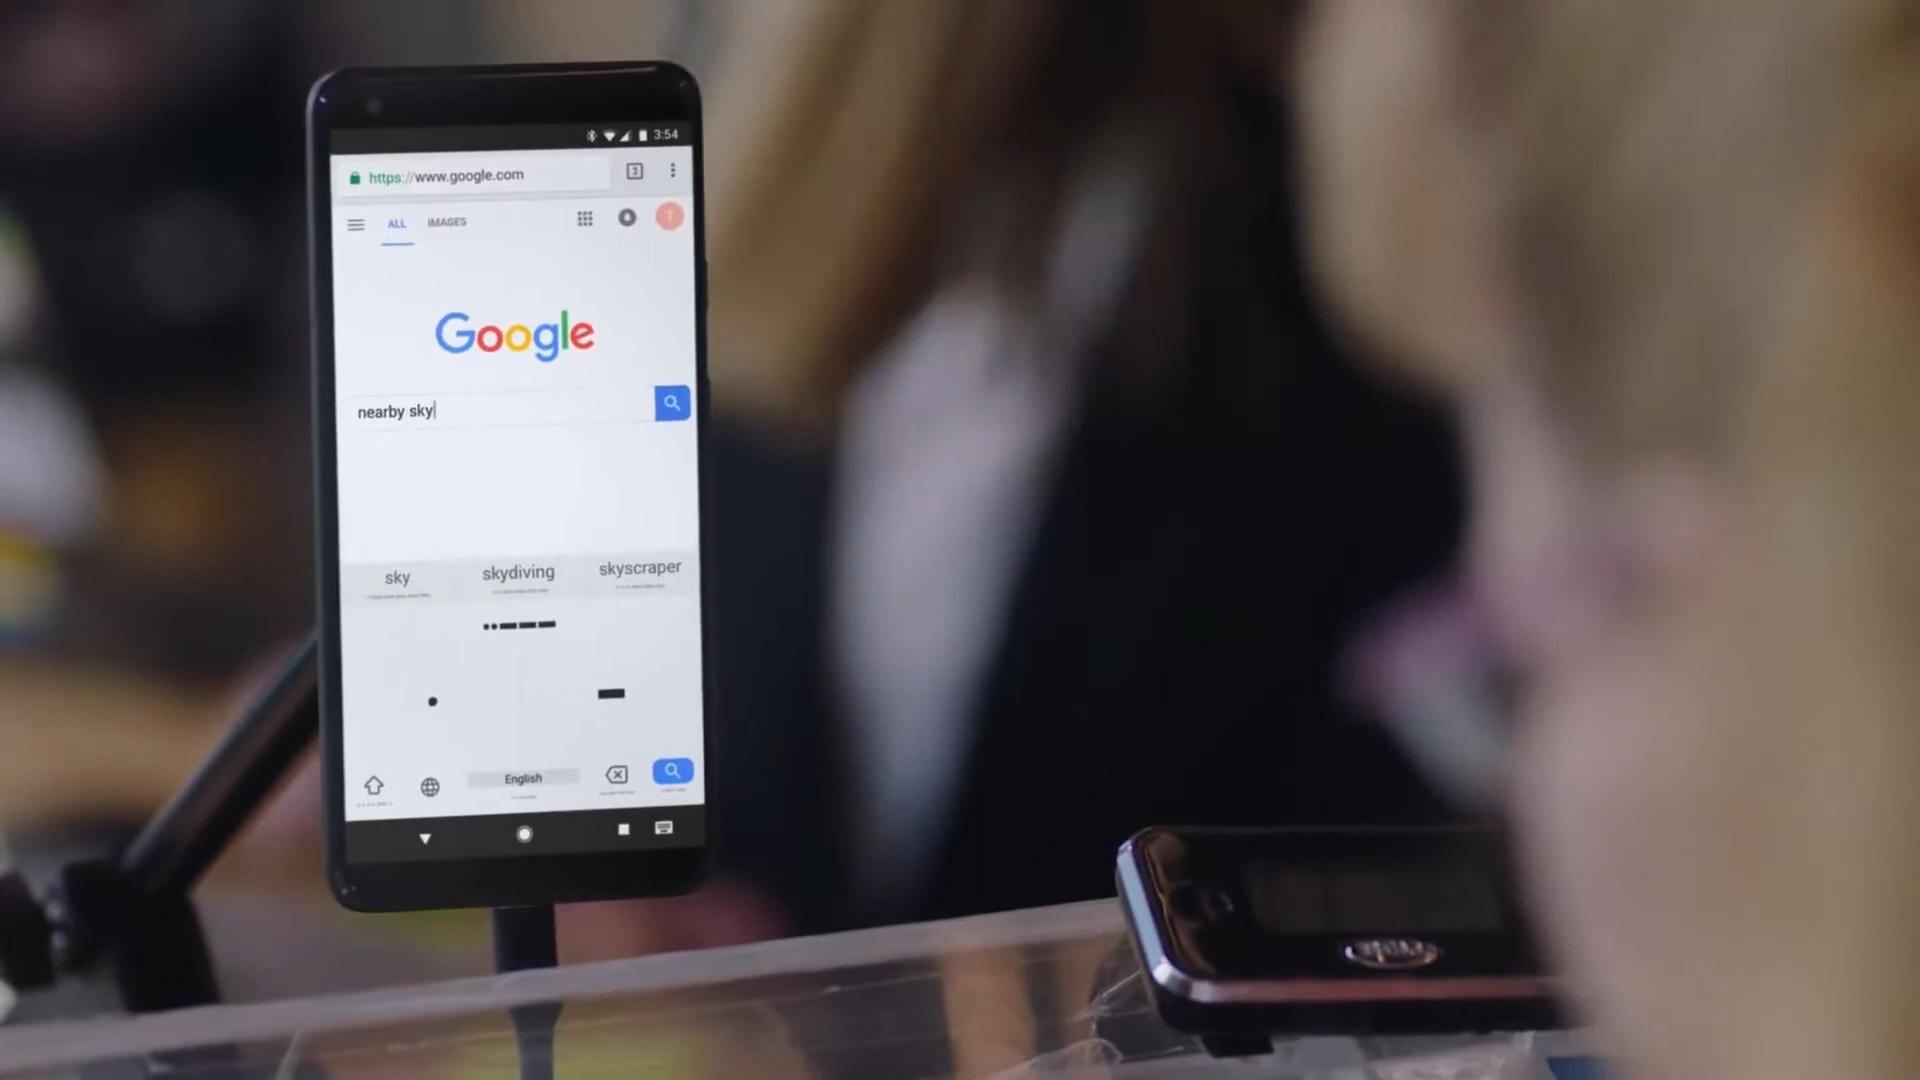 3:54
https://www.google.com
3
ALL IMAGES
T
Google
nearby sky
sky skydiving skyscraper
English